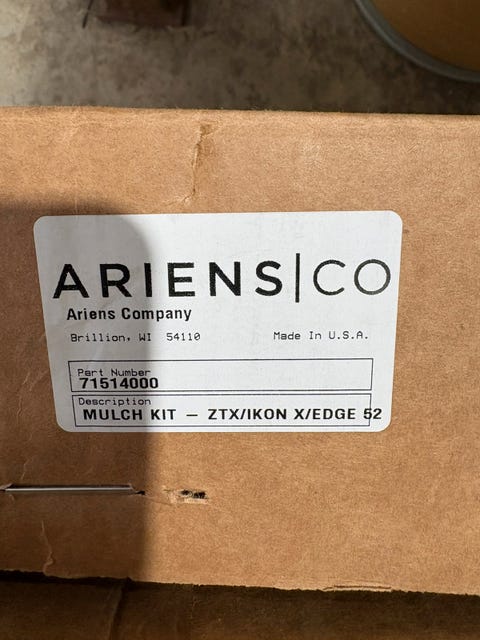 ARIENS|CO
Ariens Company
Brillion, WI 54110 Made In U.S.A.
Part Number
71514000
Description
MULCH KIT – ZTX/IKON X/EDGE 52